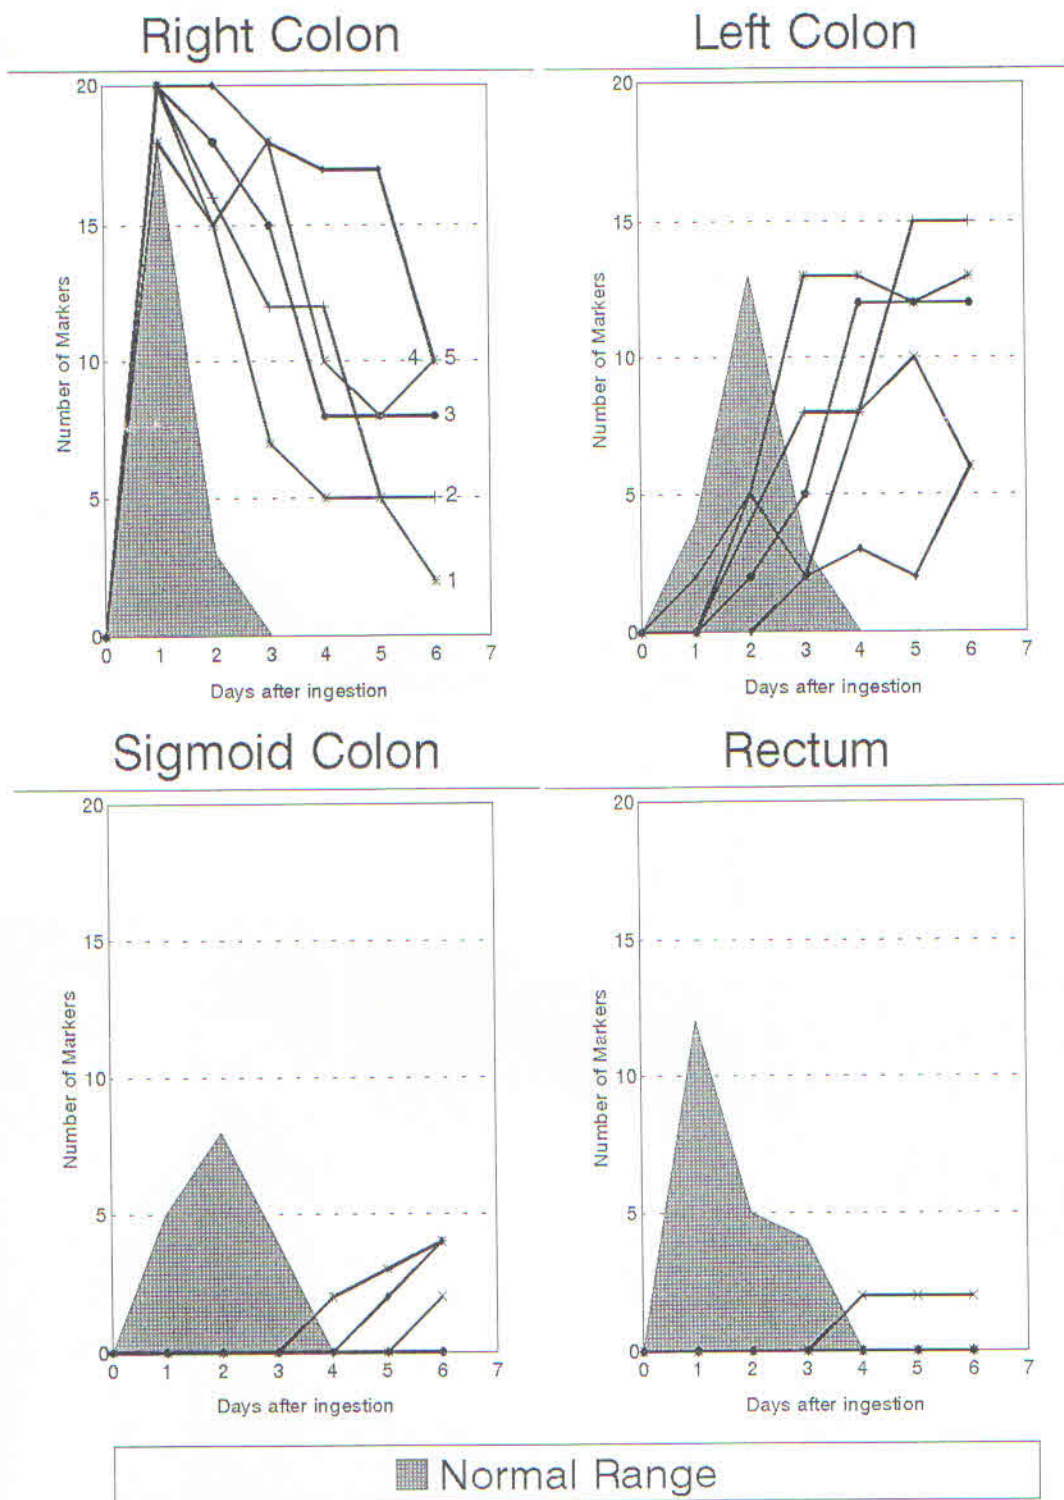 Right Colon
20
15
10
5
0
0 1 2 3 4 5 6 7
4 5
3
2
1
Number of Markers
Days after ingestion
Left Colon
20
15
10
5
0
0 1 2 3 4 5 6 7
Number of Markers
Days after ingestion
Sigmoid Colon
20
15
10
5
0
0 1 2 3 4 5 6 7
Number of Markers
Days after ingestion
Rectum
20
15
10
5
0
0 1 2 3 4 5 6 7
Number of Markers
Days after ingestion
Normal Range